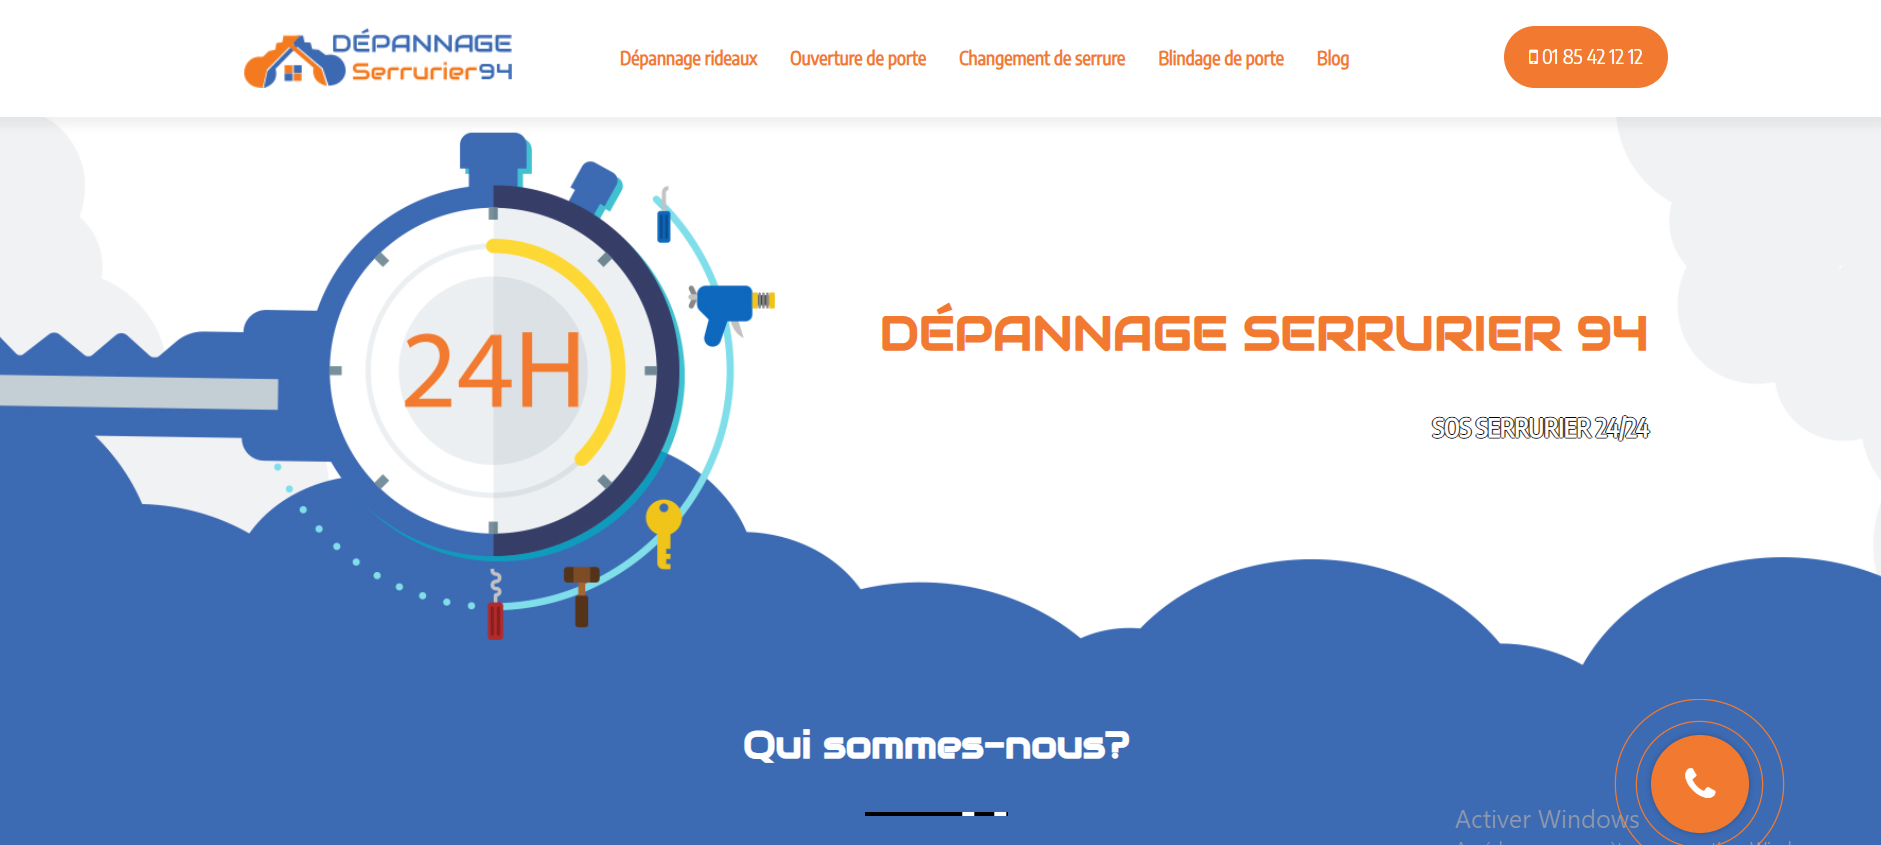 DÉPANNAGE
Serrurier94
Dépannage rideaux
Ouverture de porte
Changement de serrure
Blindage de porte
Blog
01 85 42 12 12
24H
DÉPANNAGE SERRURIER 94
SOS SERRURIER 24/24
Qui sommes-nous?
Activer Windows